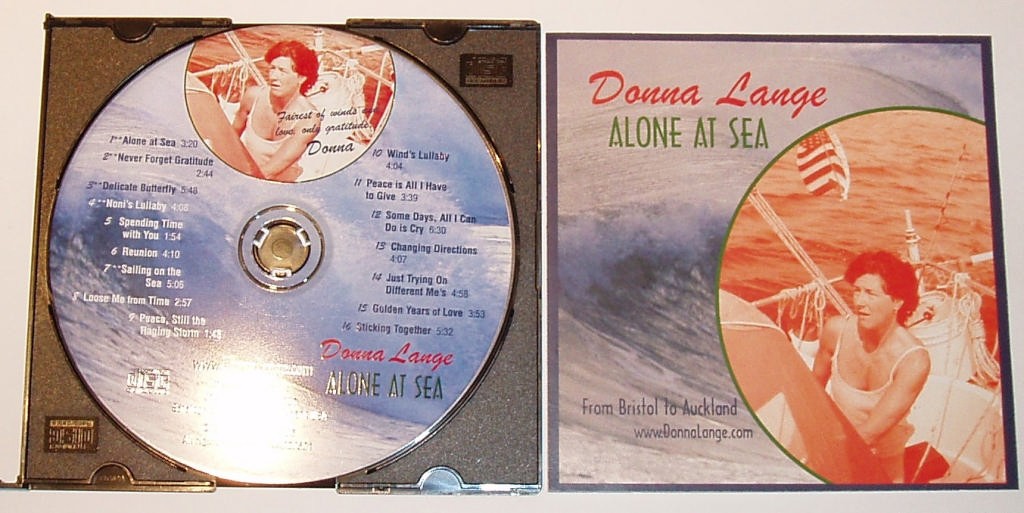 Fairest of winds
love, only gratitude.
Donna
1** Alone at Sea 3:20
2** Never Forget Gratitude
2:44
3** Delicate Butterfly 5:48
4** Noni's Lullaby 4:08
5 Spending Time
with You 1:54
6 Reunion 4:10
7** Sailing on the
Sea 5:06
8 Loose Me from Time 2:57
9 Peace, Still the
Raging Storm 1:48
10 Wind's Lullaby
4:04
11 Peace is All I Have
to Give 3:39
12 Some Days, All I Can
Do is Cry 6:30
13 Changing Directions
4:07
14 Just Trying On
Different Me's 4:58
15 Golden Years of Love 3:53
16 Sticking Together 5:32
Donna Lange
ALONE AT SEA
Donna Lange
ALONE AT SEA
From Bristol to Auckland
www.DonnaLange.com